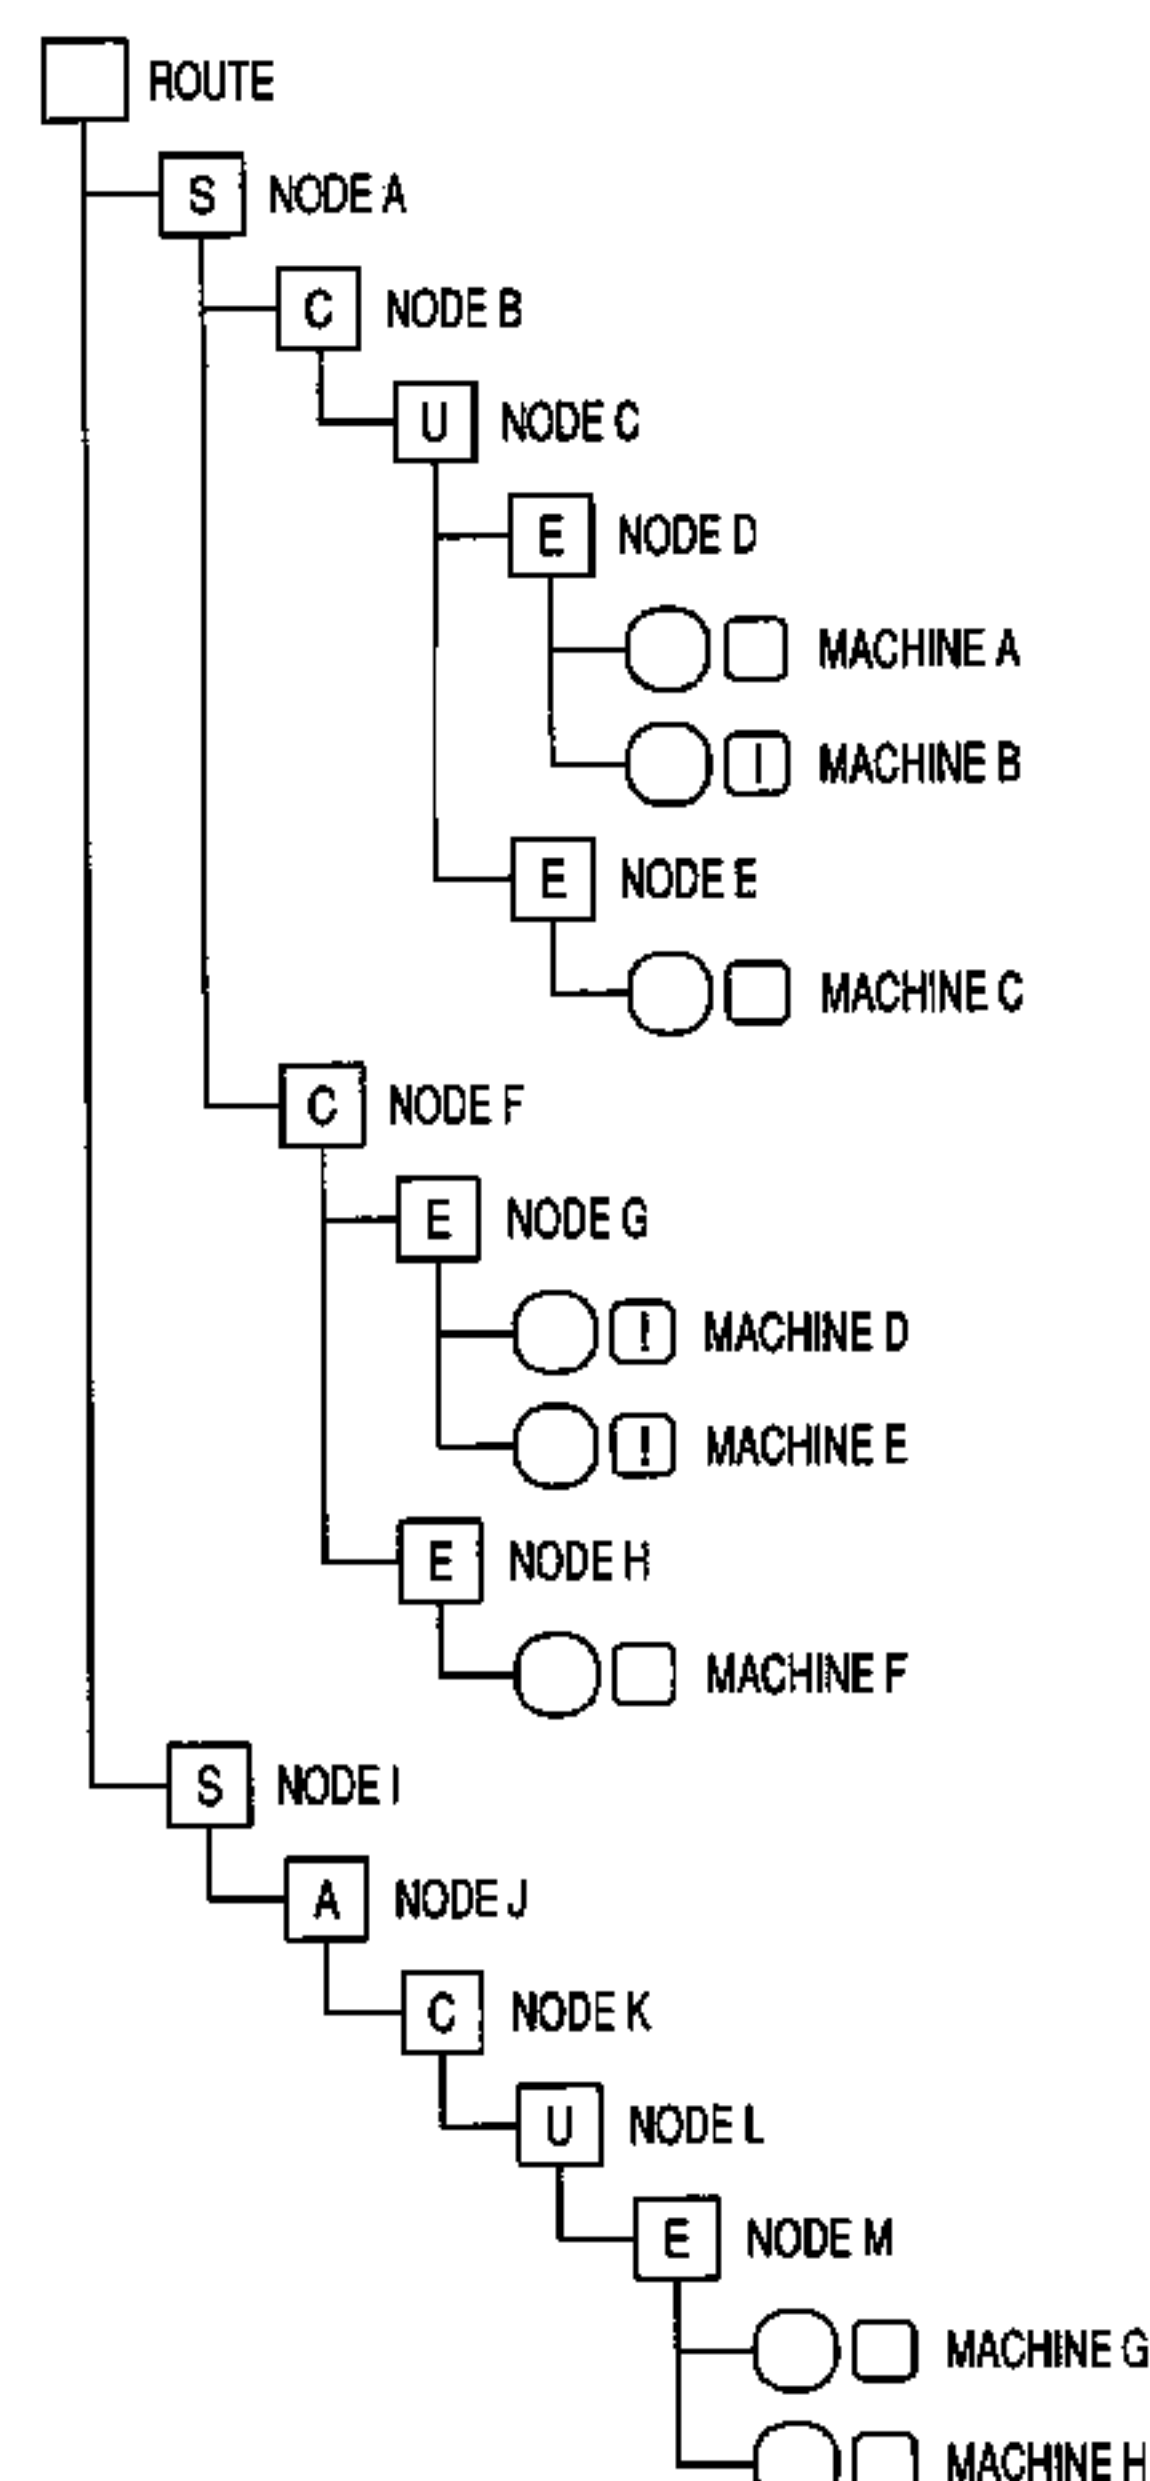 ROUTE
S NODE A
C NODE B
U NODE C
E NODE D
MACHINE A
| MACHINE B
E NODE E
MACHINE C
C NODE F
E NODE G
! MACHINE D
! MACHINE E
E NODE H
MACHINE F
S NODE I
A NODE J
C NODE K
U NODE L
E NODE M
MACHINE G
MACHINE H